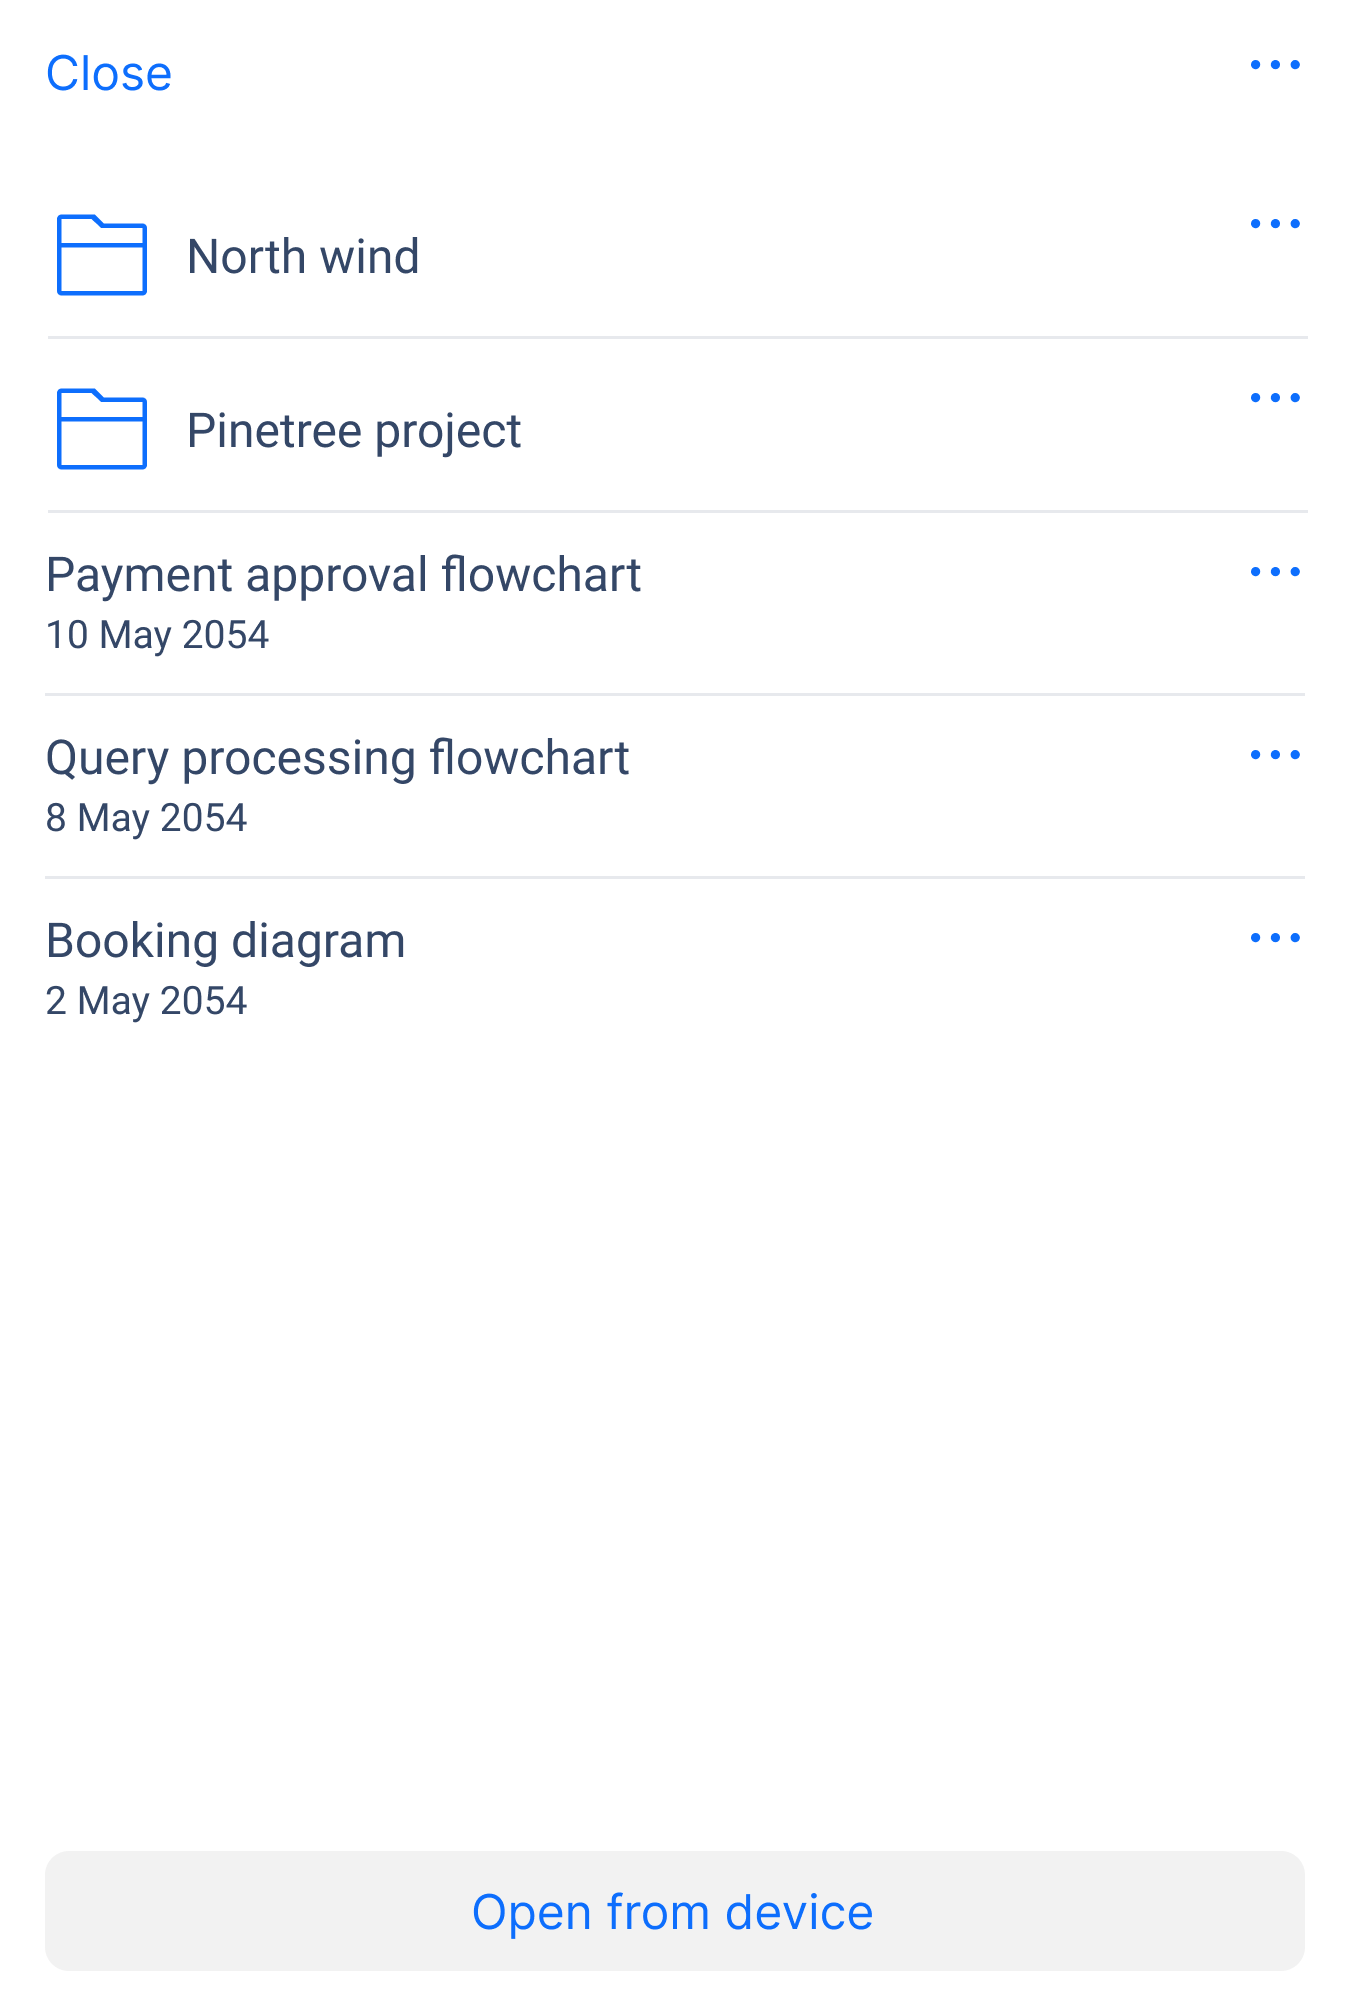 Close
North wind
Pinetree project
Payment approval flowchart
10 May 2054
Query processing flowchart
8 May 2054
Booking diagram
2 May 2054
Open from device